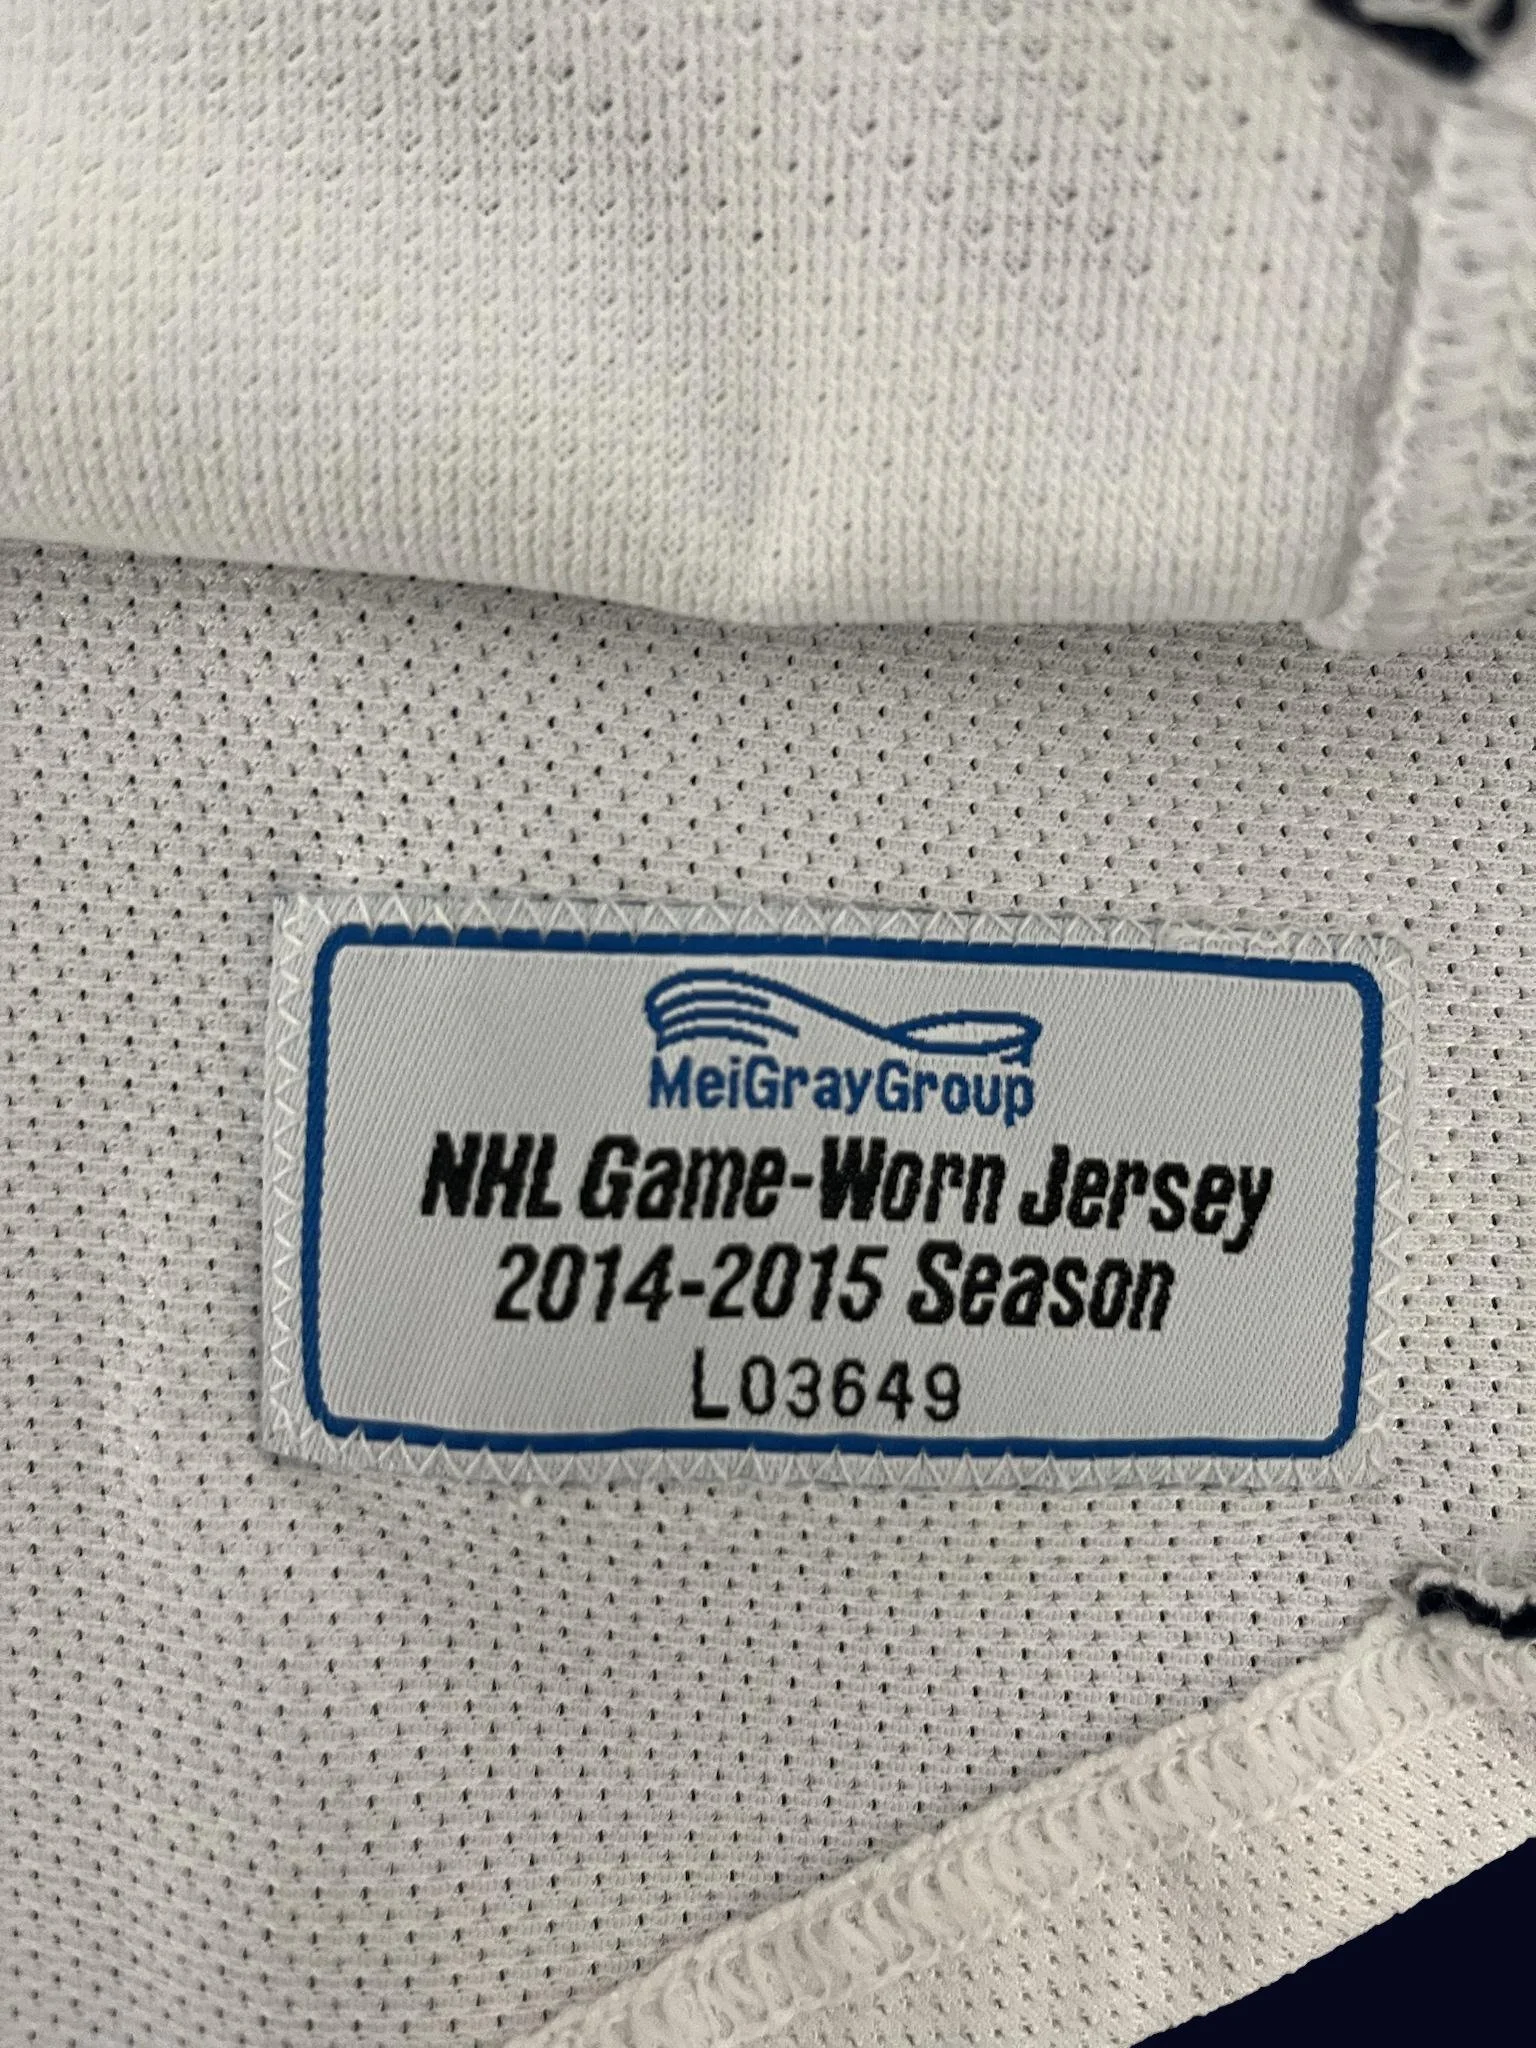 MeiGrayGroup
NHL Game-Worn Jersey
2014-2015 Season
L03649